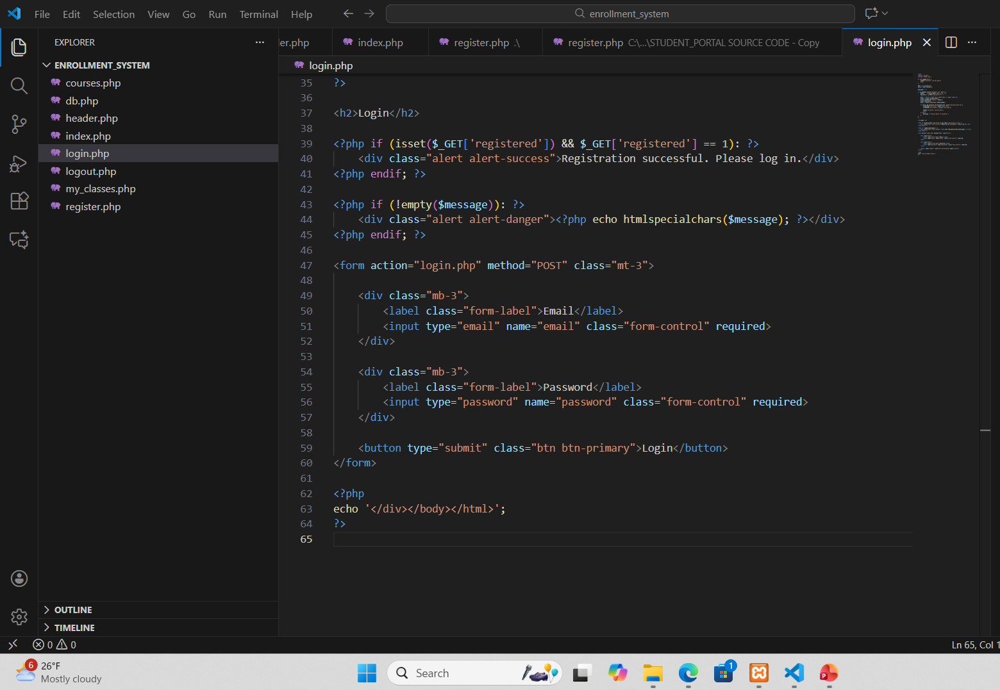 File Edit Selection View Go Run Terminal Help
enrollment_system
EXPLORER
ENROLLMENT_SYSTEM
courses.php
db.php
header.php
index.php
login.php
logout.php
my_classes.php
register.php
OUTLINE
TIMELINE
er.php index.php register.php .\ register.php C:\...\STUDENT_PORTAL SOURCE CODE - Copy login.php
login.php
35 ?>
36
37 <h2>Login</h2>
38
39 <?php if (isset($_GET['registered']) && $_GET['registered'] == 1): ?>
40 <div class="alert alert-success">Registration successful. Please log in.</div>
41 <?php endif; ?>
42
43 <?php if (!empty($message)): ?>
44 <div class="alert alert-danger"><?php echo htmlspecialchars($message); ?></div>
45 <?php endif; ?>
46
47 <form action="login.php" method="POST" class="mt-3">
48
49 <div class="mb-3">
50 <label class="form-label">Email</label>
51 <input type="email" name="email" class="form-control" required>
52 </div>
53
54 <div class="mb-3">
55 <label class="form-label">Password</label>
56 <input type="password" name="password" class="form-control" required>
57 </div>
58
59 <button type="submit" class="btn btn-primary">Login</button>
60 </form>
61
62 <?php
63 echo '</div></body></html>';
64 ?>
65
0 0
Ln 65, Col 1
6
26°F
Mostly cloudy
Search
1